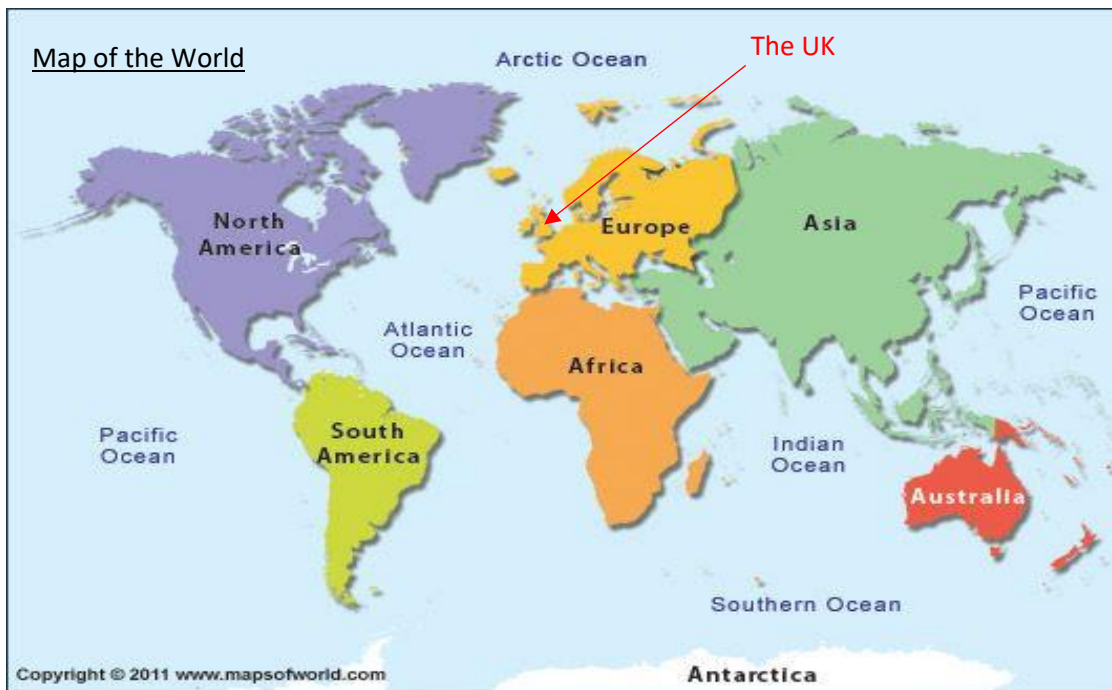 Map of the World
The UK
Arctic Ocean
North
America
Europe
Asia
Pacific
Ocean
Atlantic
Ocean
Africa
Pacific
Ocean
South
America
Indian
Ocean
Australia
Southern Ocean
Copyright © 2011 www.mapsofworld.com
Antarctica